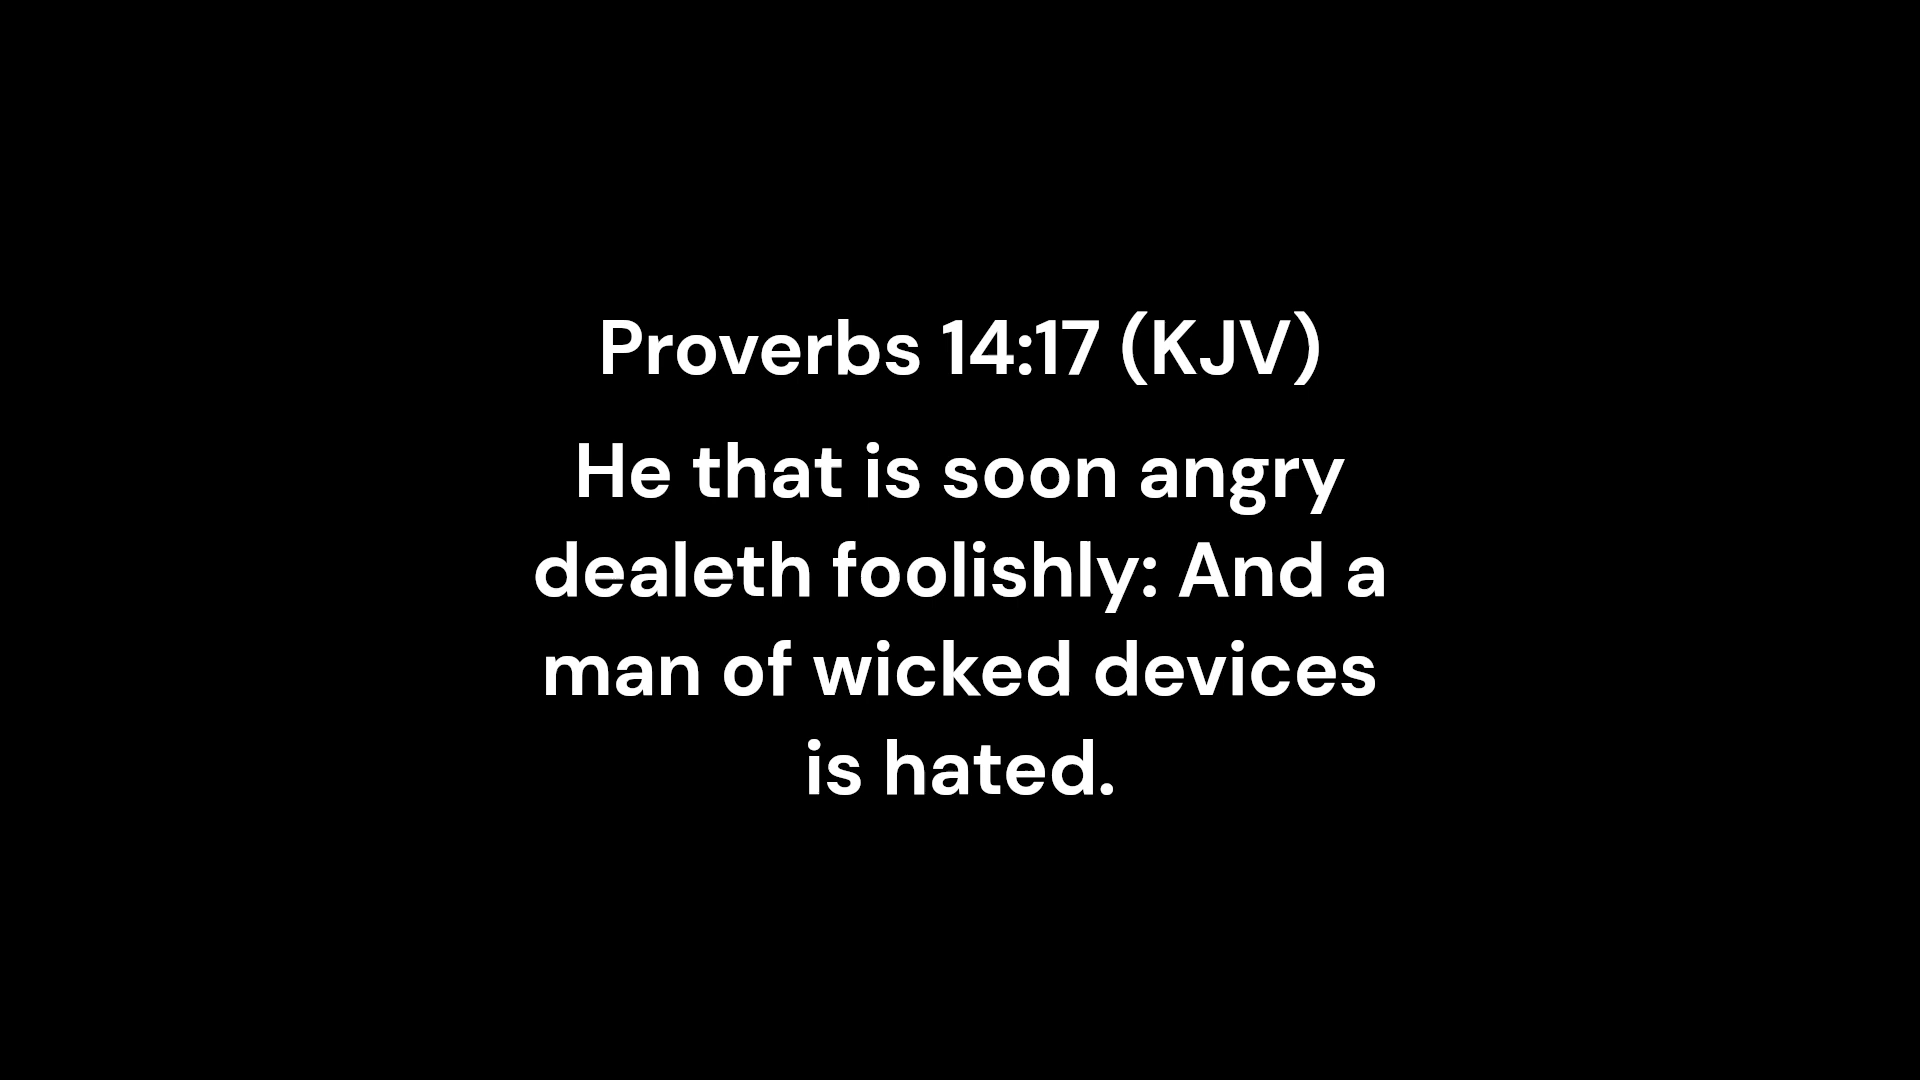 Proverbs 14:17 (KJV)
He that is soon angry
dealeth foolishly: And a
man of wicked devices
is hated.